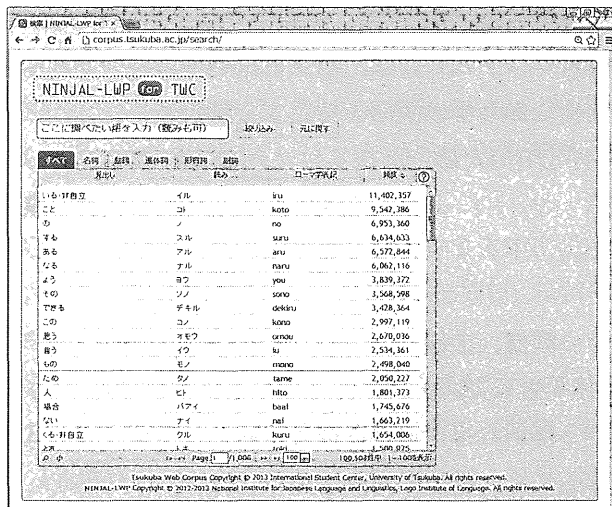 検索 | NINJAL-LWP for T
corpus.tsukuba.ac.jp/search/
NINJAL-LWP for TWC
ここに調べたい語を入力（読みも可） 絞り込み 元に戻す
すべて 名詞 動詞 連体詞 形容詞 副詞
見出し 読み ローマ字表記 頻度
いる-非自立 イル iru 11,402,357
こと コト koto 9,542,386
の ノ no 6,953,360
する スル suru 6,634,633
ある アル aru 6,572,844
なる ナル naru 6,062,116
よう ヨウ you 3,839,372
その ソノ sono 3,568,598
できる デキル dekiru 3,428,364
この コノ kono 2,997,119
思う オモウ omou 2,670,036
言う イウ iu 2,534,361
もの モノ mono 2,498,040
ため タメ tame 2,050,227
人 ヒト hito 1,801,373
場合 バアイ baai 1,745,676
ない ナイ nai 1,663,219
くる-非自立 クル kuru 1,654,006
Page 1 /1,006 100
Tsukuba Web Corpus Copyright © 2013 International Student Center, University of Tsukuba. All rights reserved.
NINJAL-LWP Copyright © 2012-2013 National Institute for Japanese Language and Linguistics, Lago Institute of Language. All rights reserved.